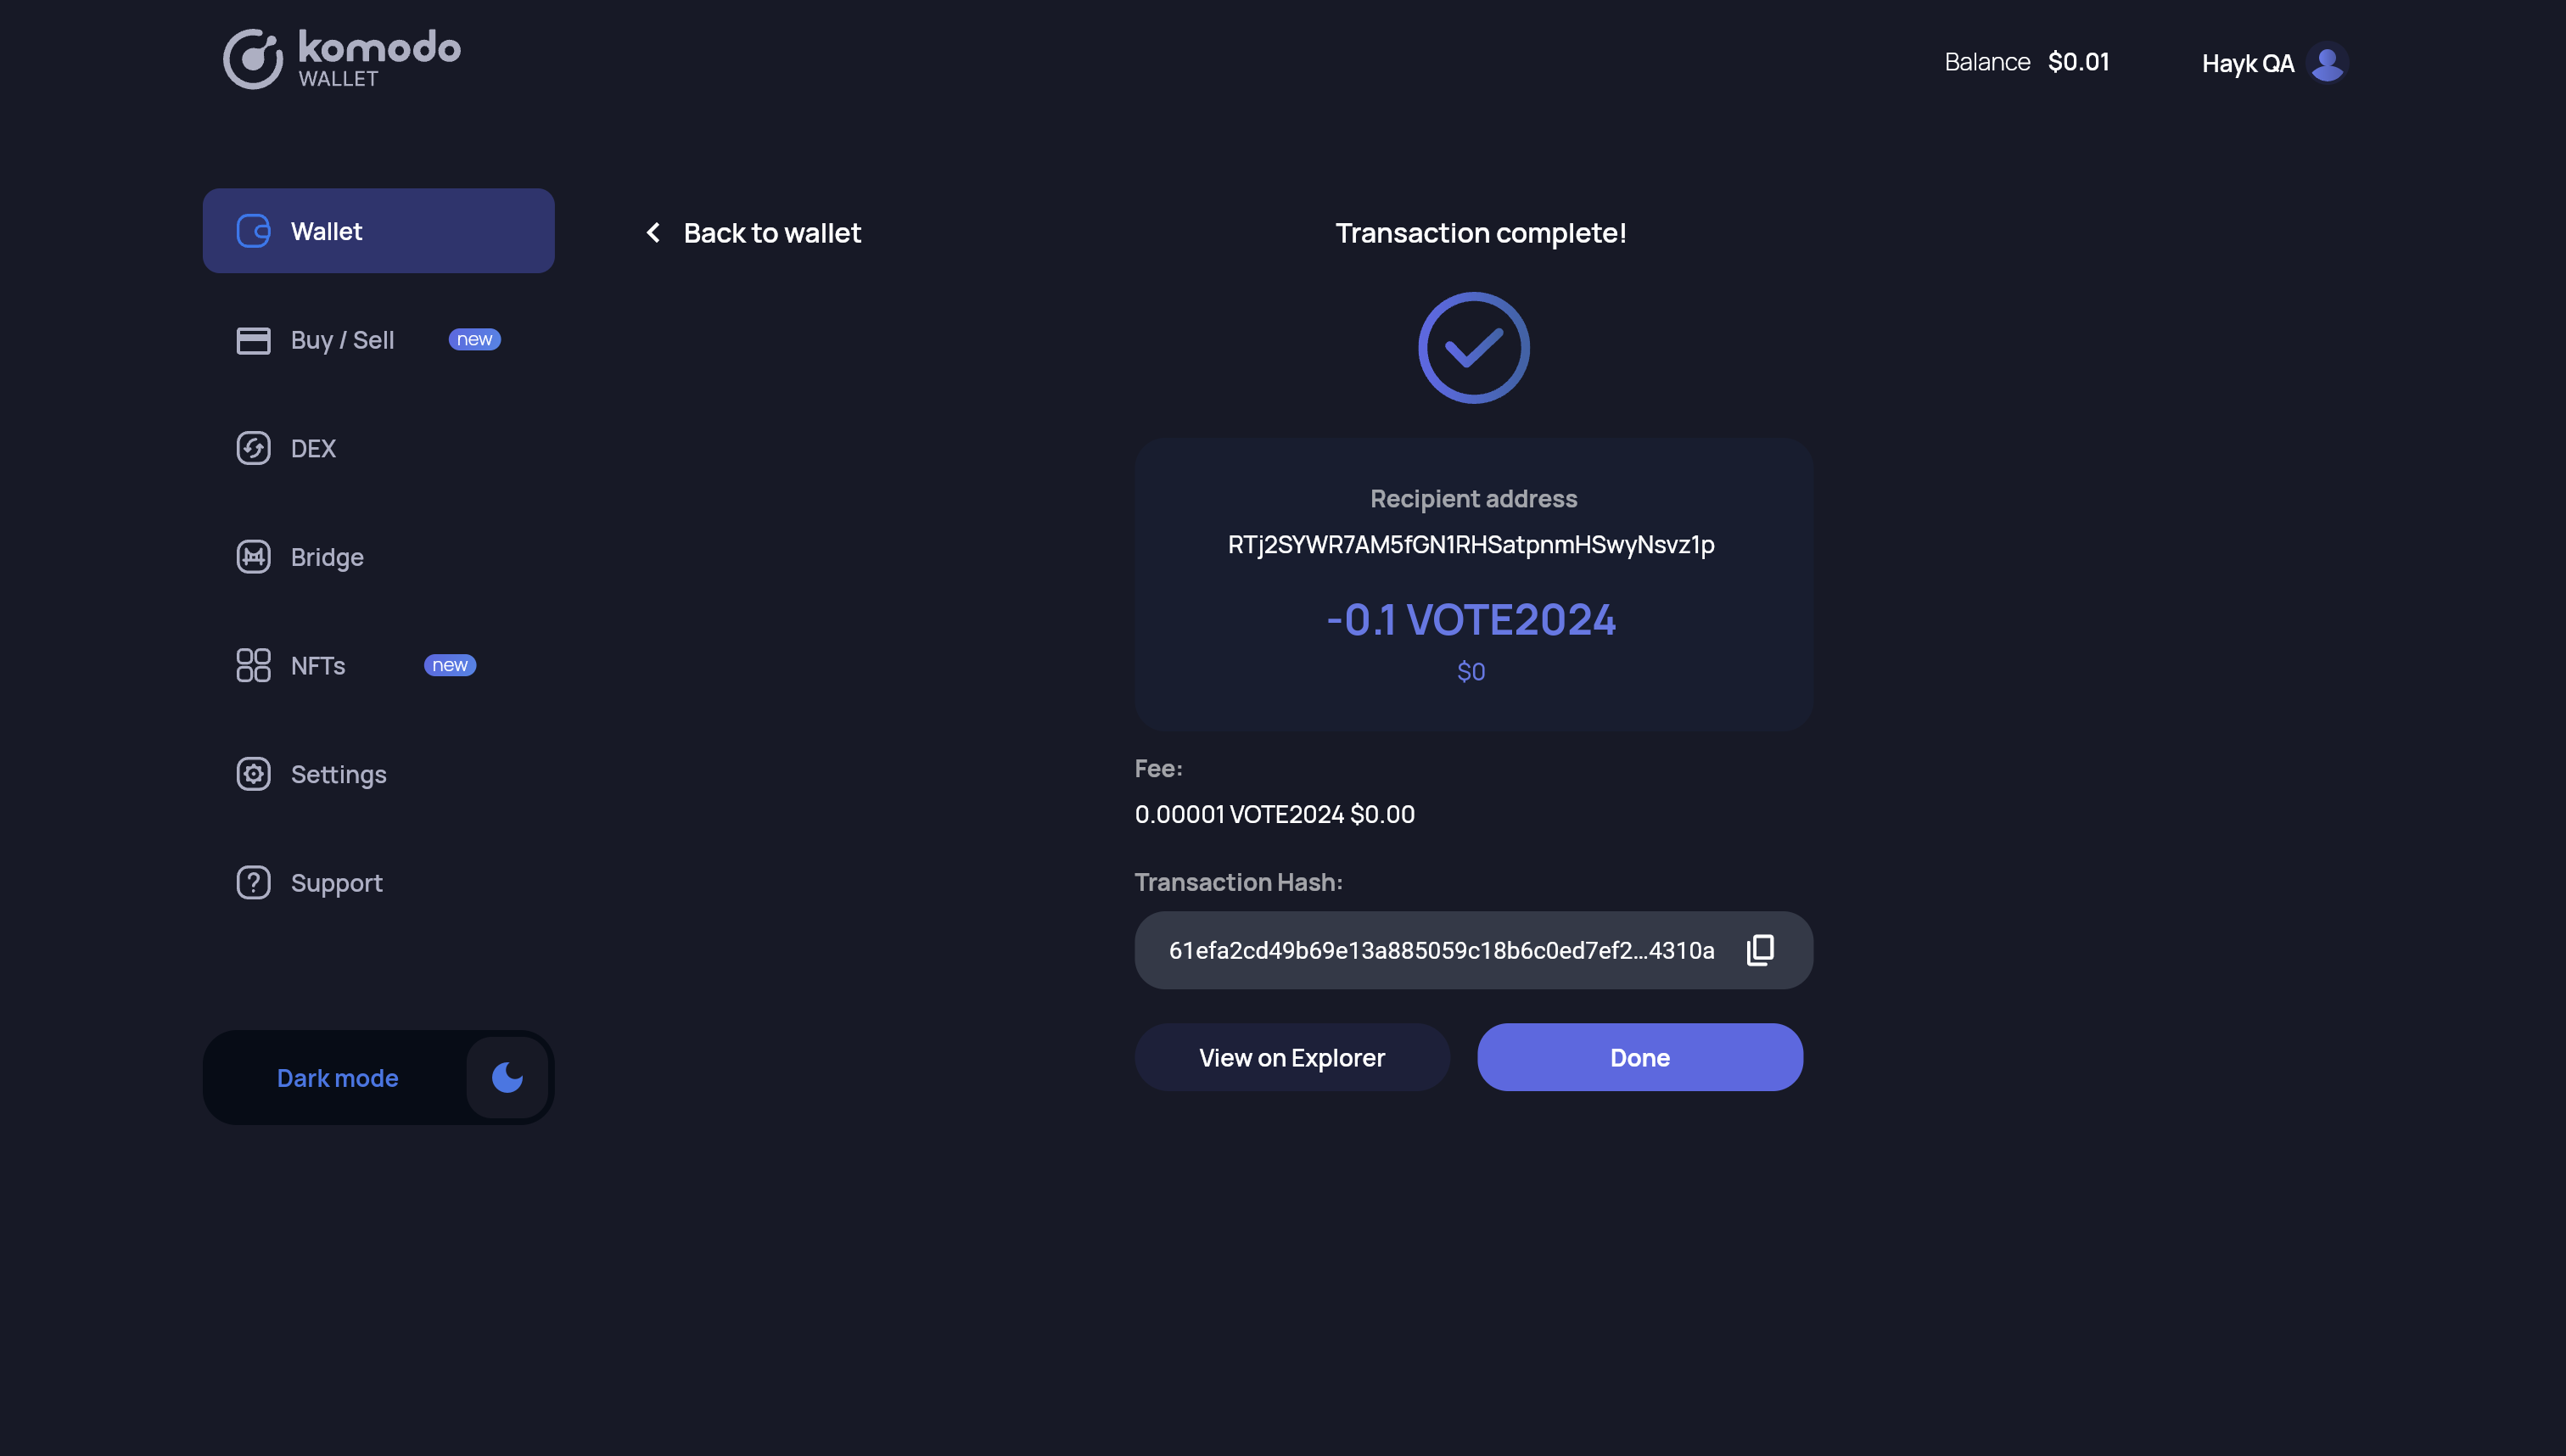 komodo
WALLET
Balance $0.01
Hayk QA
Wallet
Buy / Sell new
DEX
Bridge
NFTs new
Settings
Support
Dark mode
Back to wallet
Transaction complete!
Recipient address
RTj2SYWR7AM5fGN1RHSatpnmHSwyNsvz1p
-0.1 VOTE2024
$0
Fee:
0.00001 VOTE2024 $0.00
Transaction Hash:
61efa2cd49b69e13a885059c18b6c0ed7ef2...4310a
View on Explorer
Done